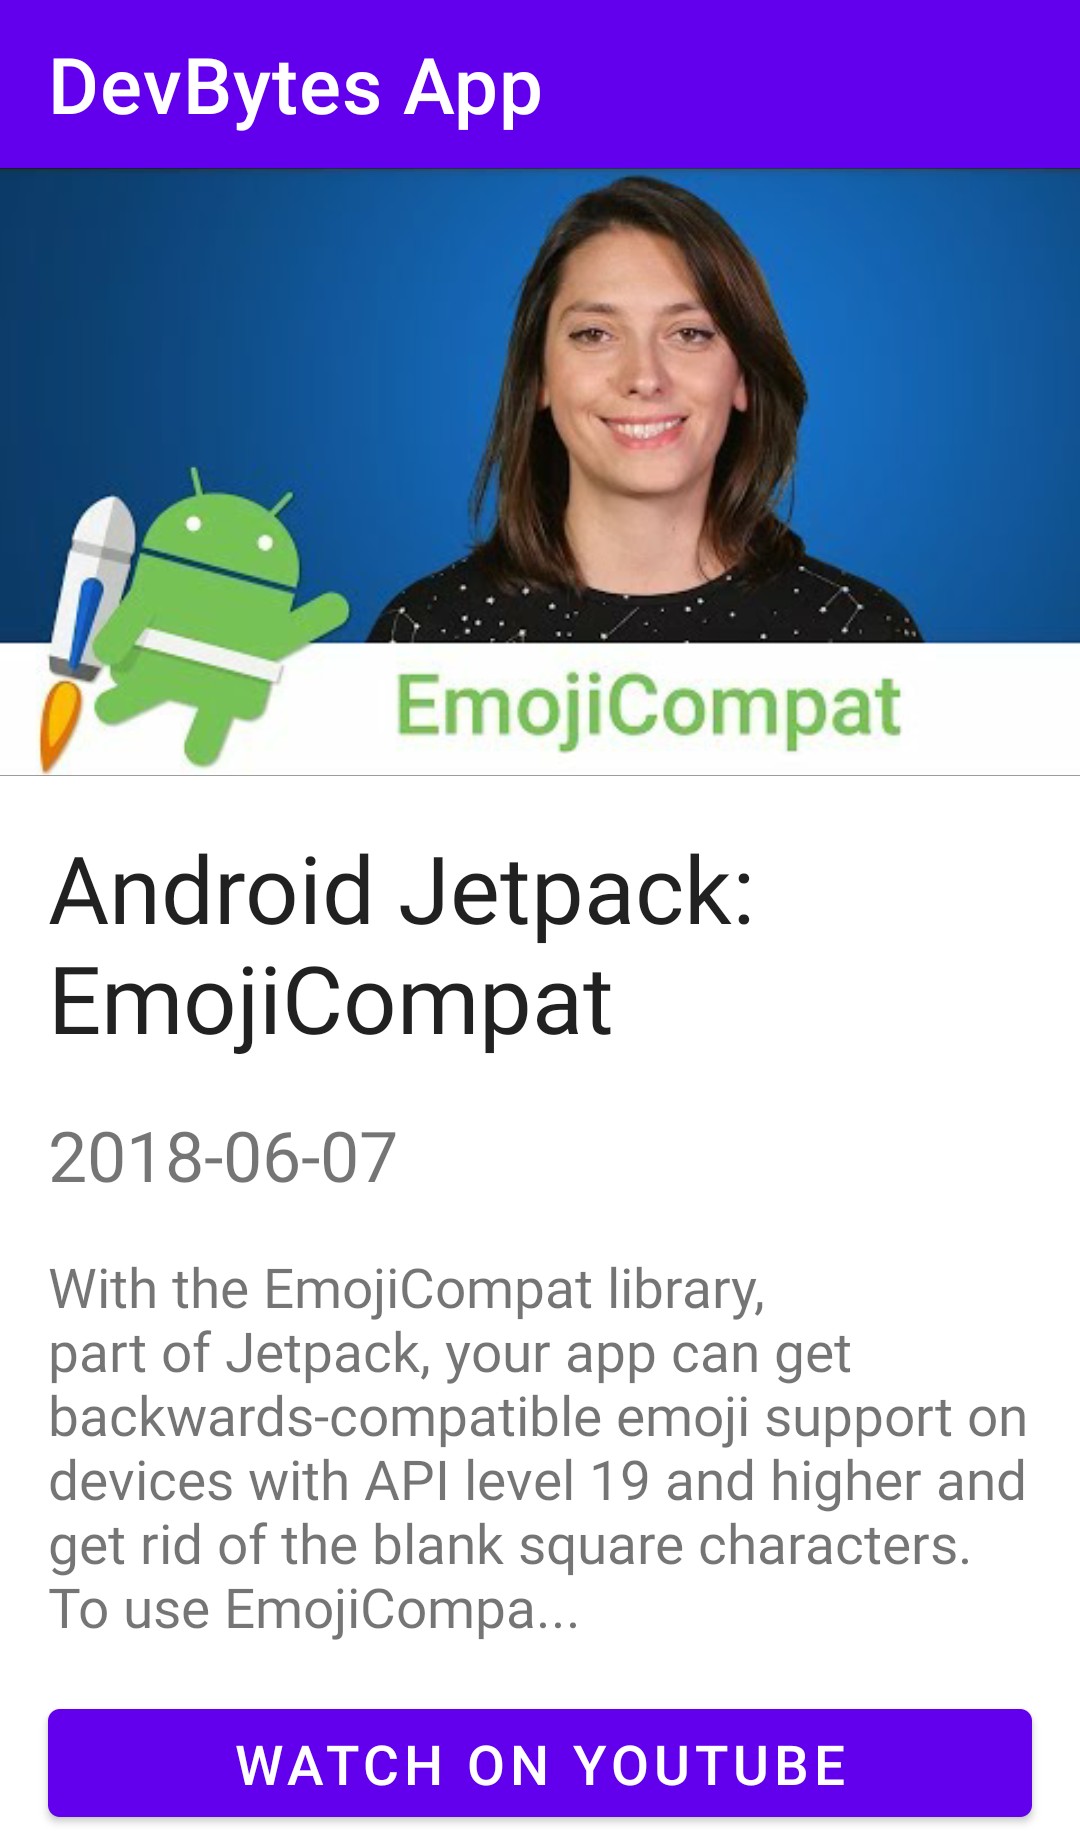 DevBytes App
EmojiCompat
Android Jetpack:
EmojiCompat
2018-06-07
With the EmojiCompat library,
part of Jetpack, your app can get
backwards-compatible emoji support on
devices with API level 19 and higher and
get rid of the blank square characters.
To use EmojiCompa...
WATCH ON YOUTUBE